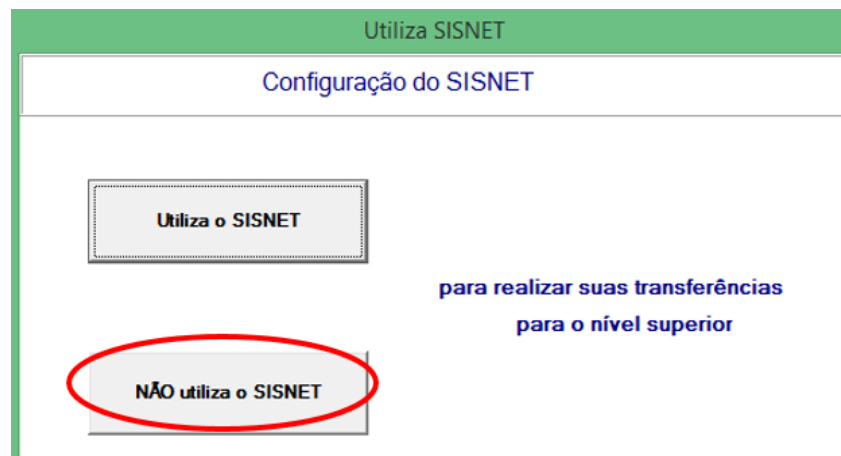 Utiliza SISNET
Configuração do SISNET
Utiliza o SISNET
para realizar suas transferências
para o nível superior
NÃO utiliza o SISNET